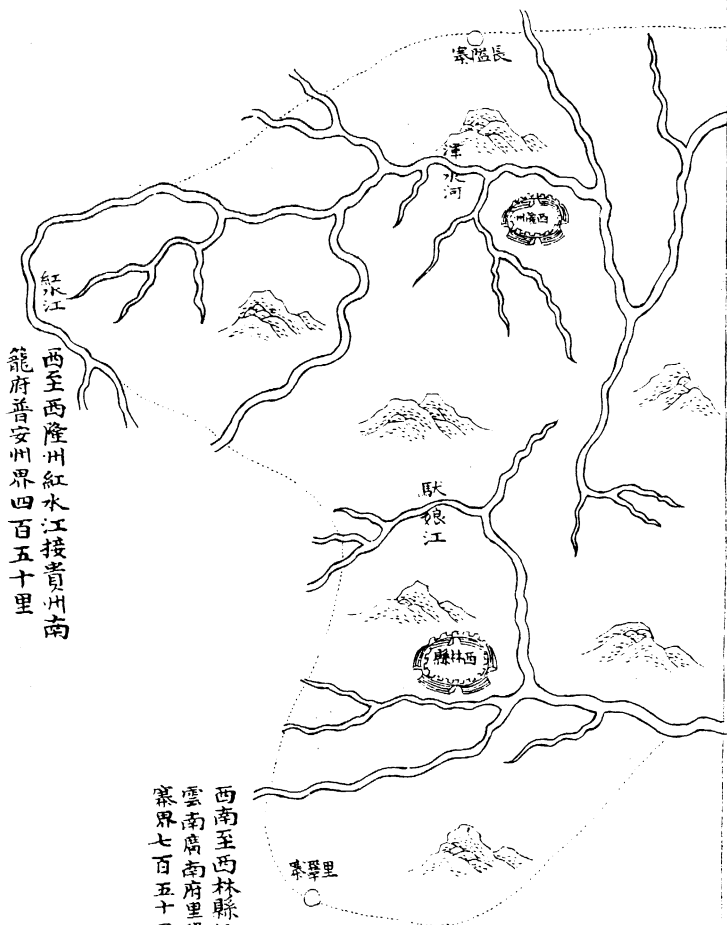 長隘寨
渾水河
西隆州
紅水江
西至西隆州紅水江接貴州南
籠府普安州界四百五十里
馱娘江
西林縣
西南至西林縣
雲南廣南府里
寨界七百五十
里 寨